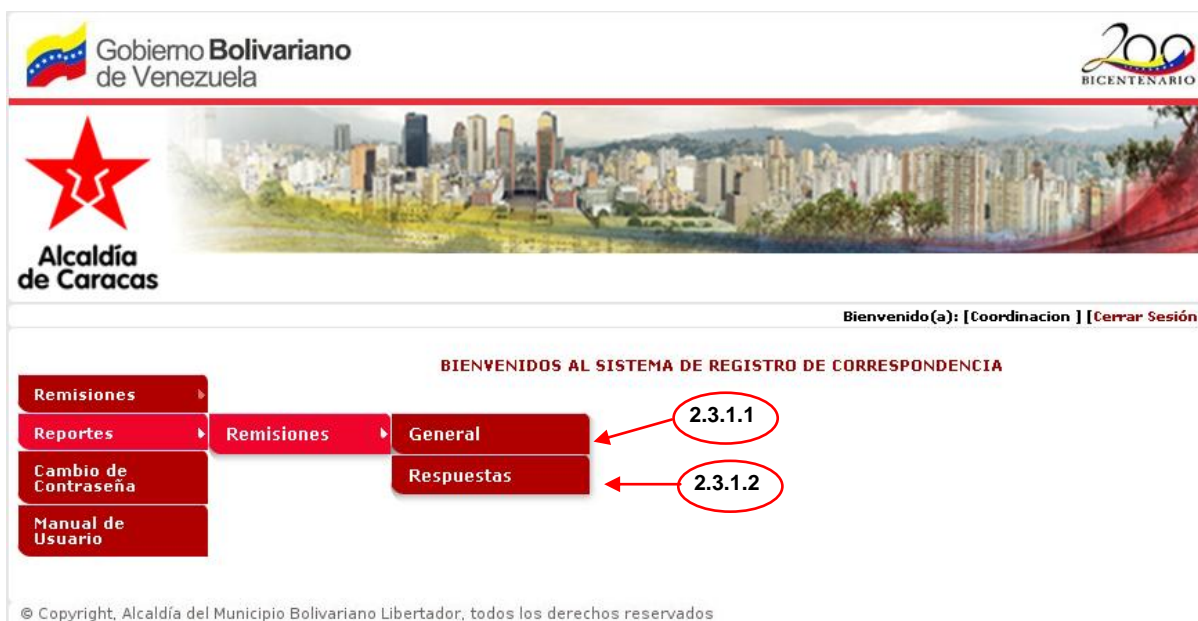 Gobierno Bolivariano
de Venezuela
200
BICENTENARIO
Alcaldía
de Caracas
Bienvenido(a): [Coordinacion ] [Cerrar Sesión
BIENVENIDOS AL SISTEMA DE REGISTRO DE CORRESPONDENCIA
Remisiones
Reportes
Remisiones
General
2.3.1.1
Cambio de
Contraseña
Respuestas
2.3.1.2
Manual de
Usuario
© Copyright, Alcaldía del Municipio Bolivariano Libertador, todos los derechos reservados